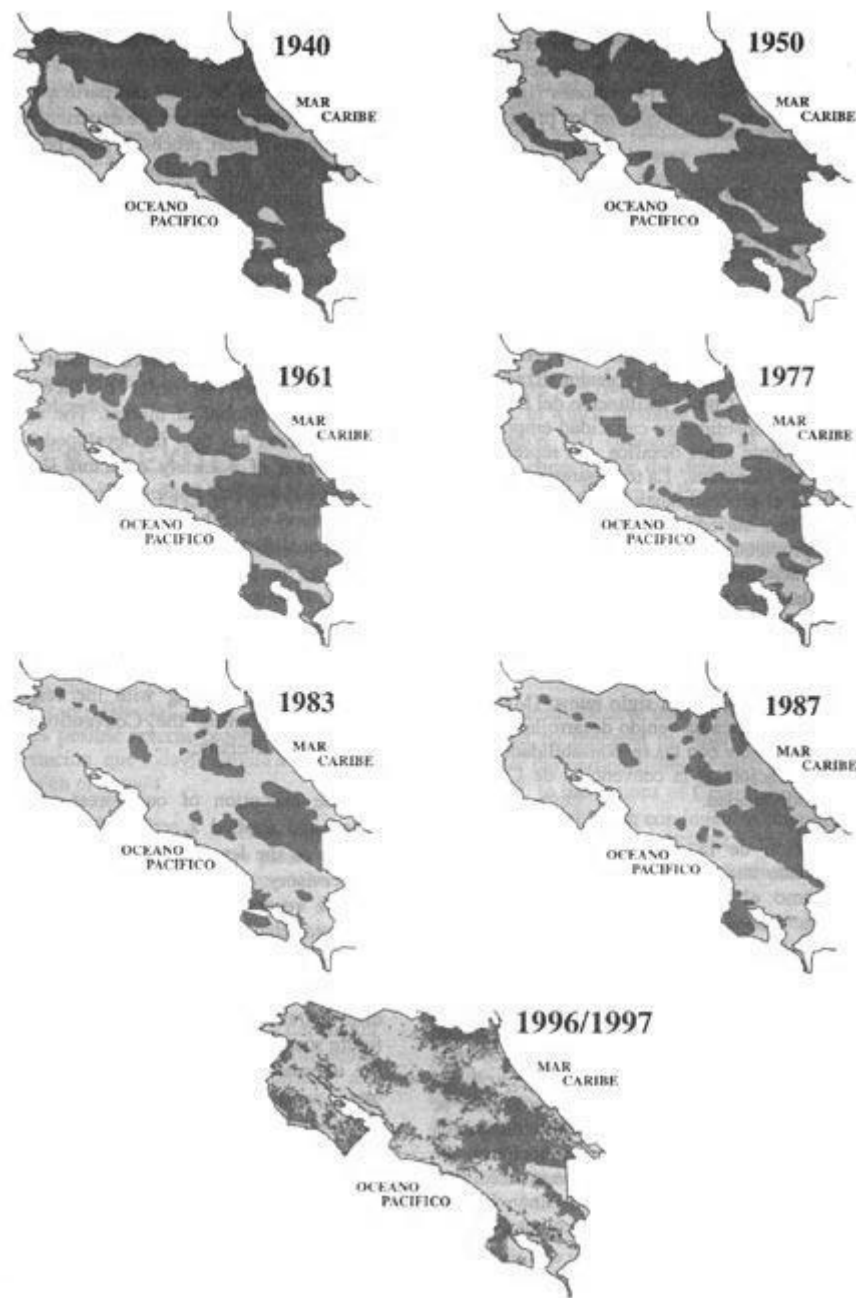 1940
MAR
CARIBE
OCEANO
PACIFICO
1950
MAR
CARIBE
OCEANO
PACIFICO
1961
MAR
CARIBE
OCEANO
PACIFICO
1977
MAR
CARIBE
OCEANO
PACIFICO
1983
MAR
CARIBE
OCEANO
PACIFICO
1987
MAR
CARIBE
OCEANO
PACIFICO
1996/1997
MAR
CARIBE
OCEANO
PACIFICO